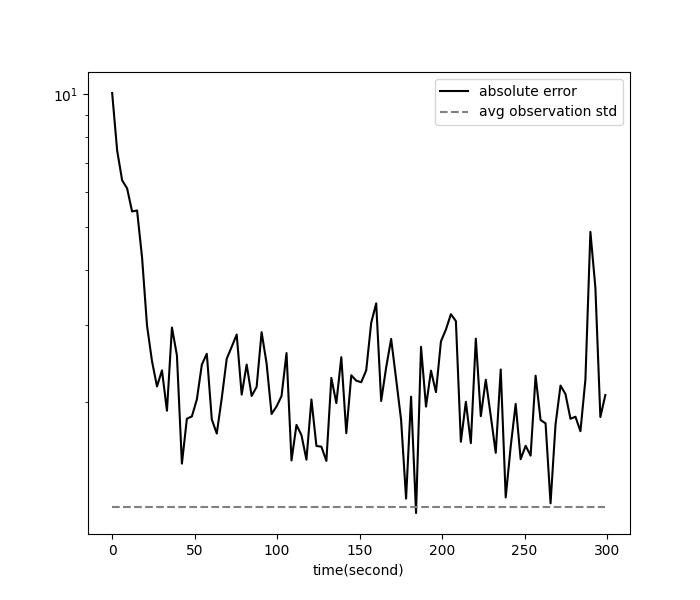 absolute error
avg observation std
10¹
0 50 100 150 200 250 300
time(second)